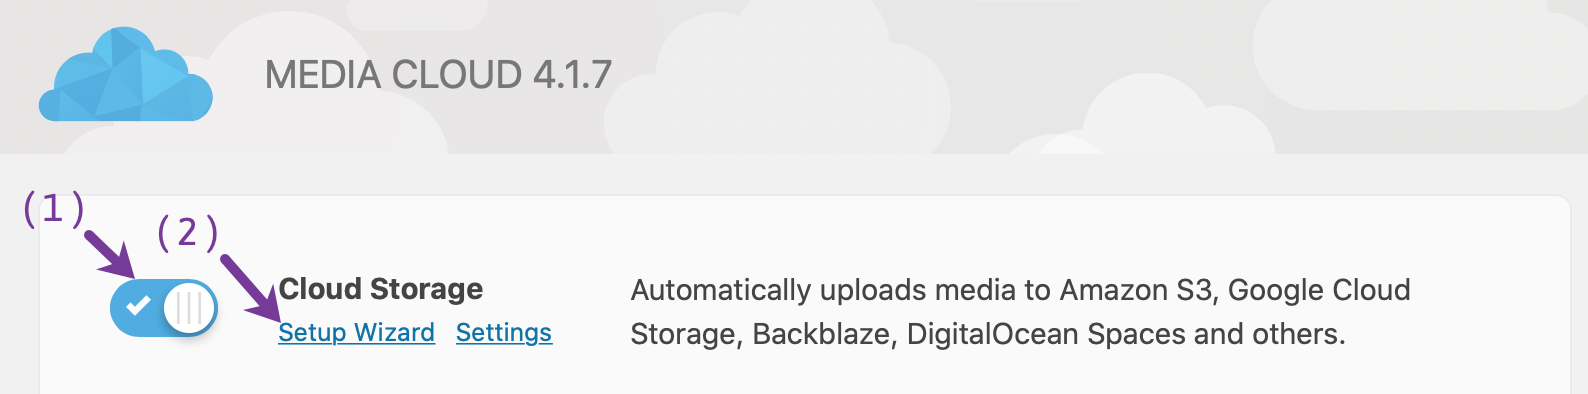 MEDIA CLOUD 4.1.7
(1)
(2)
Cloud Storage
Setup Wizard Settings
Automatically uploads media to Amazon S3, Google Cloud
Storage, Backblaze, DigitalOcean Spaces and others.